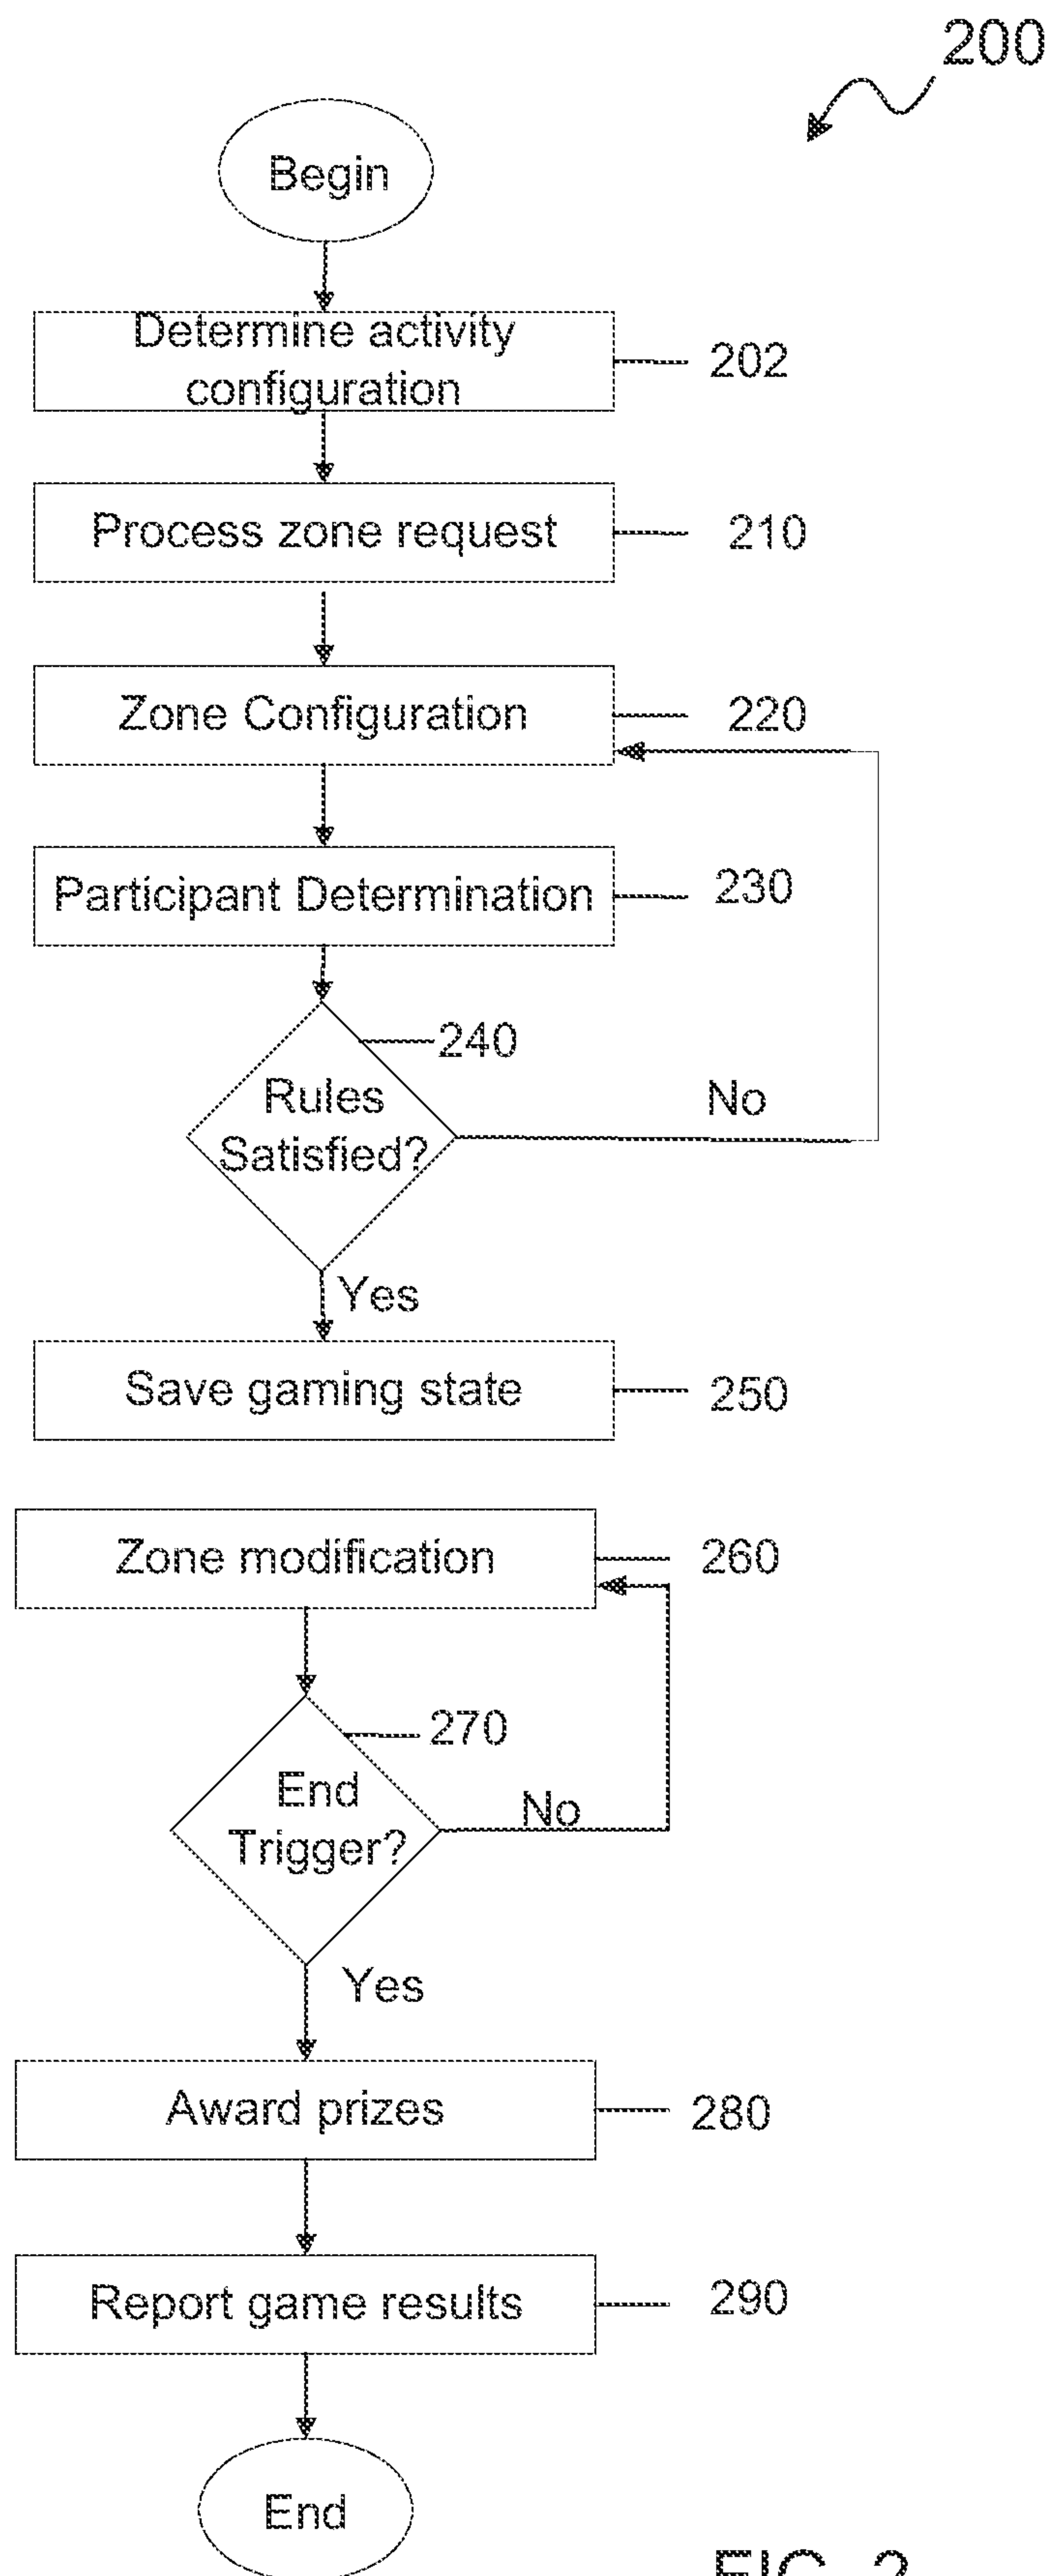 200
Begin
Determine activity
configuration
202
Process zone request
210
Zone Configuration
220
Participant Determination
230
240
Rules
Satisfied?
No
Yes
Save gaming state
250
Zone modification
260
270
End
Trigger?
No
Yes
Award prizes
280
Report game results
290
End
FIG. 2